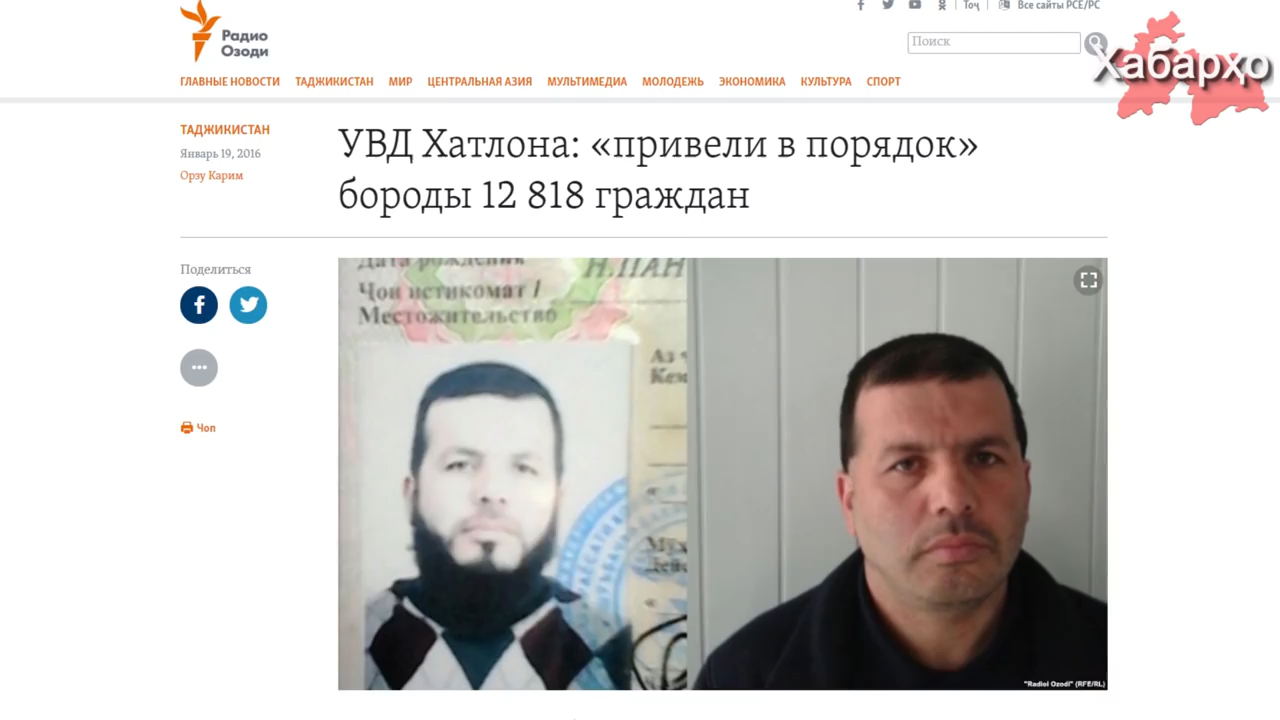 Радио
Озоди
Тоҷ
Все сайты РСЕ/РС
Поиск
Хабарҳо
ГЛАВНЫЕ НОВОСТИ ТАДЖИКИСТАН МИР ЦЕНТРАЛЬНАЯ АЗИЯ МУЛЬТИМЕДИА МОЛОДЕЖЬ ЭКОНОМИКА КУЛЬТУРА СПОРТ
ТАДЖИКИСТАН
Январь 19, 2016
Орзу Карим
УВД Хатлона: «привели в порядок»
бороды 12 818 граждан
Поделиться
Чоп
Дата рождения
Ҷои истиқомат /
Местожительство
Н.ПАН
Аз
"Radioi Ozodi" (RFE/RL)